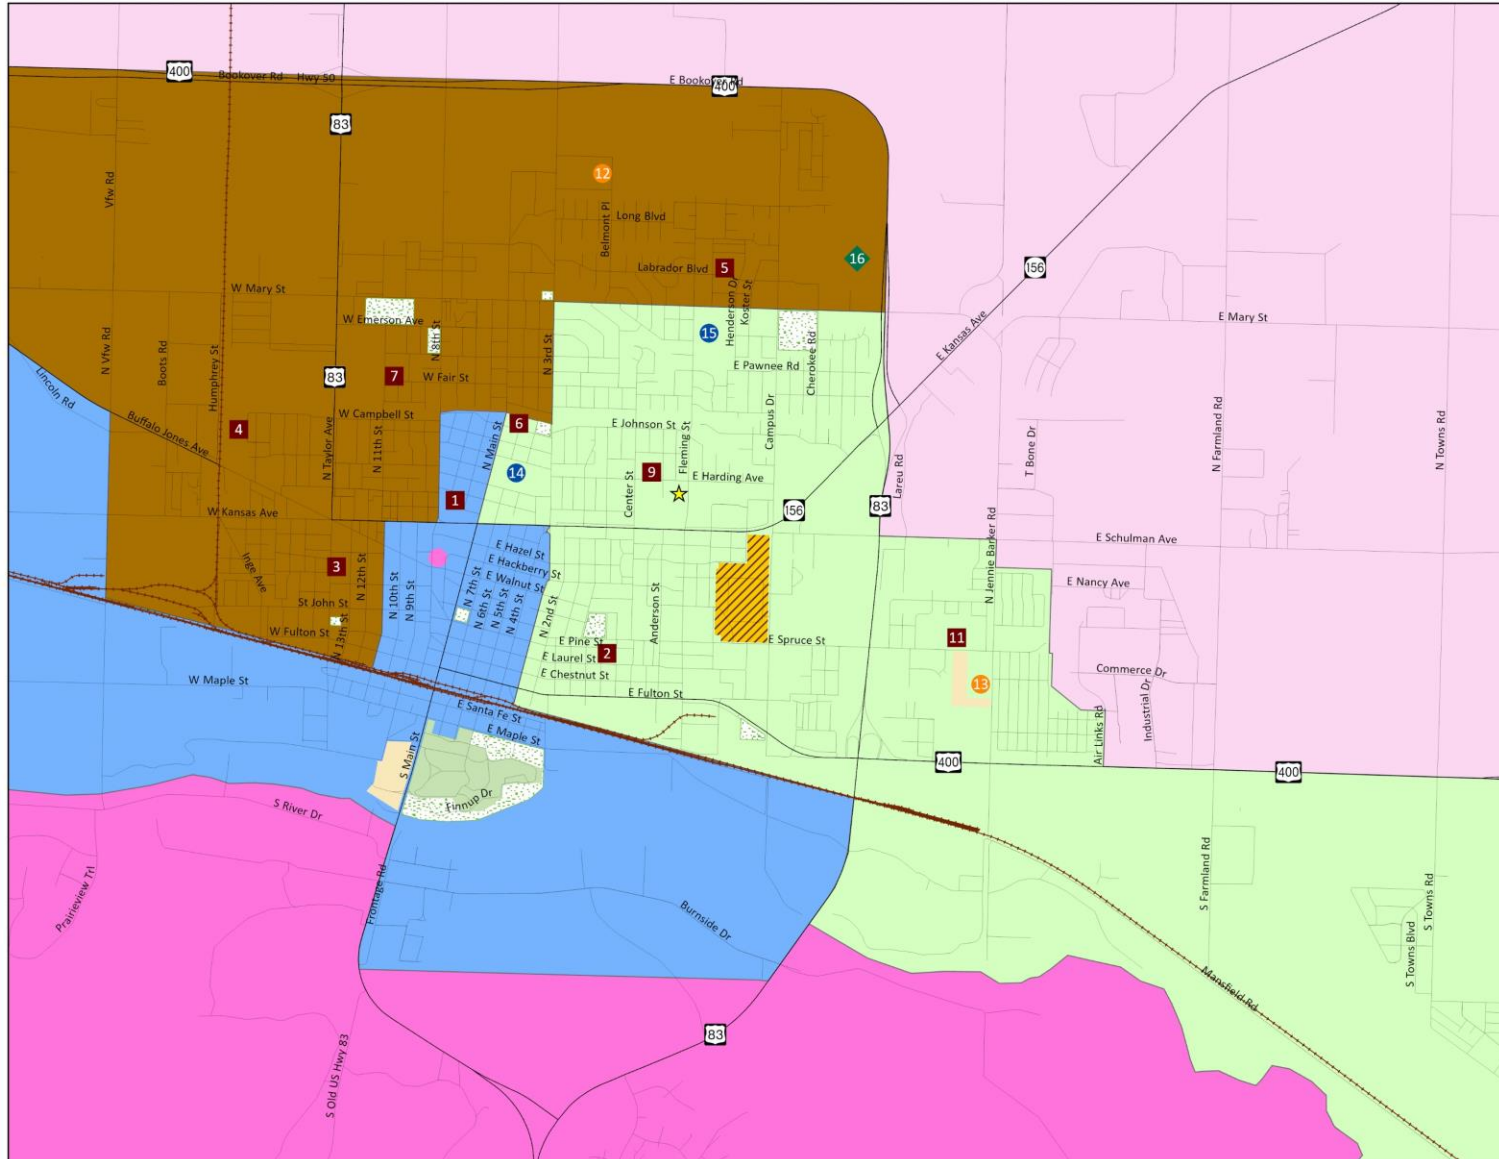 400
Bookover Rd
Hwy 50
E Bookover Rd
400
83
Vfw Rd
12
Long Blvd
Belmont Pl
Labrador Blvd
5
16
156
Henderson Dr
Koster St
W Mary St
W Emerson Ave
N 8th St
15
E Mary St
E Kansas Ave
N Vfw Rd
Boots Rd
Humphrey St
N 3rd St
E Pawnee Rd
Cherokee Rd
Lincoln Rd
83
7
W Fair St
Buffalo Jones Ave
4
W Campbell St
N Taylor Ave
N 11th St
N Main St
6
E Johnson St
Fleming St
Campus Dr
N Farmland Rd
N Towns Rd
T Bone Dr
14
9
E Harding Ave
Center St
Lareu Rd
1
156
83
W Kansas Ave
N Jennie Barker Rd
E Schulman Ave
E Hazel St
E Hackberry St
E Walnut St
Inge Ave
3
N 12th St
N 10th St
N 9th St
N 7th St
N 6th St
N 5th St
N 4th St
N 2nd St
Anderson St
E Nancy Ave
St John St
W Fulton St
N 13th St
E Pine St
2
E Laurel St
E Chestnut St
E Spruce St
11
W Maple St
E Fulton St
13
Commerce Dr
Industrial Dr
Air Links Rd
E Santa Fe St
E Maple St
S Main St
400
400
Finnup Dr
S River Dr
Prairieview Trl
Frontage Rd
Burnside Dr
S Farmland Rd
S Towns Rd
S Towns Blvd
Mansfield Rd
83
S Old US Hwy 83